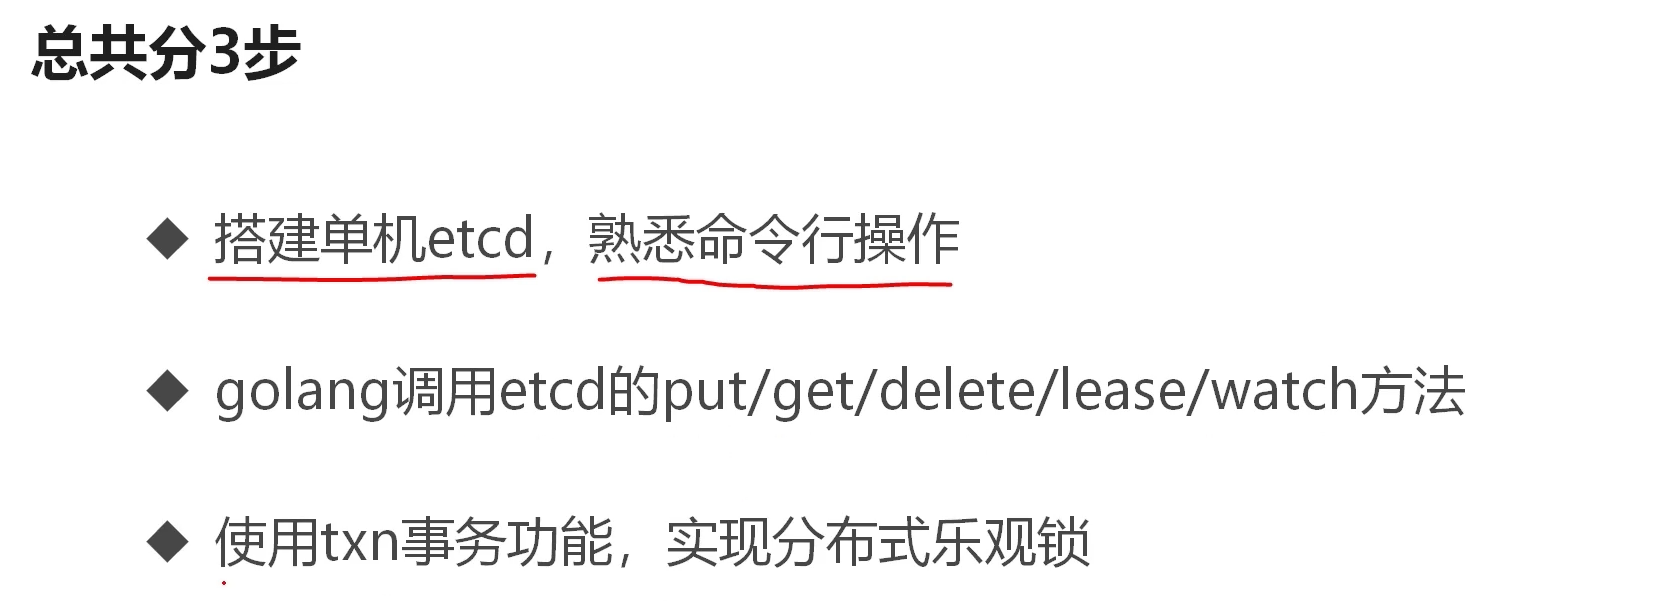 总共分3步
◆ 搭建单机etcd，熟悉命令行操作
◆ golang调用etcd的put/get/delete/lease/watch方法
◆ 使用txn事务功能，实现分布式乐观锁